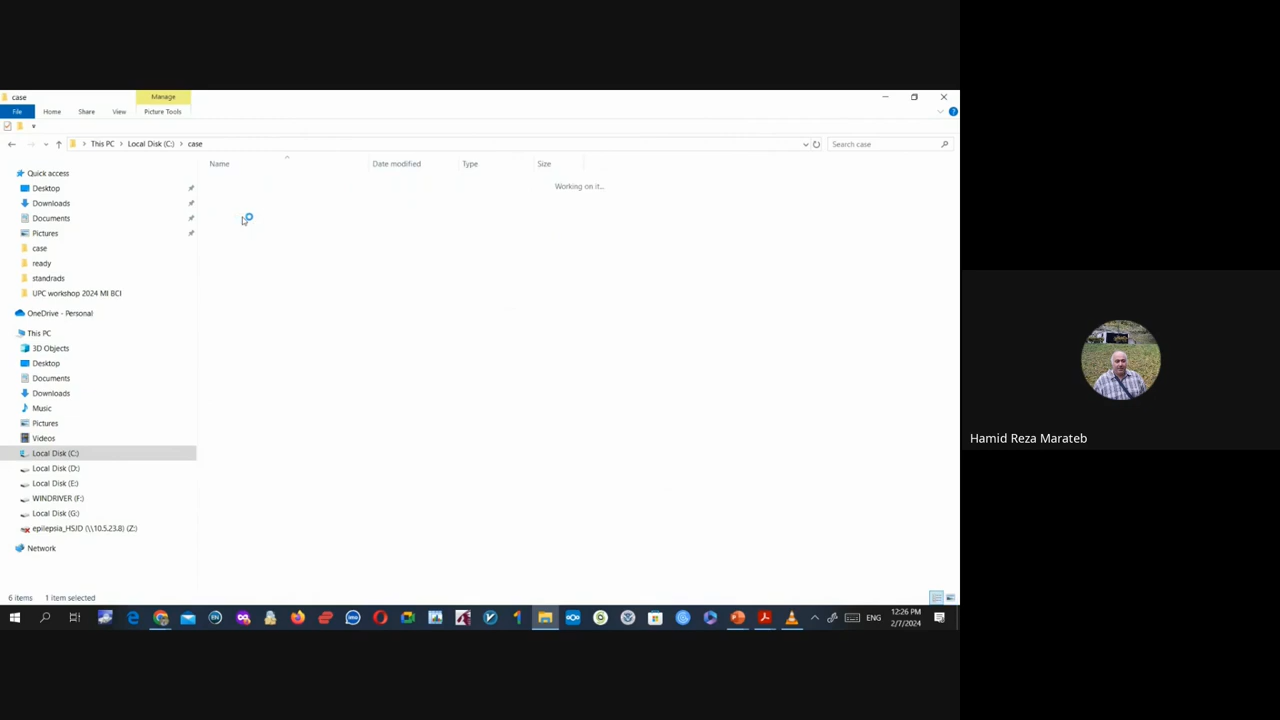 case
Manage
File
Home
Share
View
Picture Tools
This PC
Local Disk (C:)
case
Search case
Name
Date modified
Type
Size
Working on it...
Quick access
Desktop
Downloads
Documents
Pictures
case
ready
standrads
UPC workshop 2024 MI BCI
OneDrive - Personal
This PC
3D Objects
Desktop
Documents
Downloads
Music
Pictures
Videos
Local Disk (C:)
Local Disk (D:)
Local Disk (E:)
WINDRIVER (F:)
Local Disk (G:)
epilepsia_HSJD (\\10.5.23.8) (Z:)
Network
6 items
1 item selected
ENG
12:26 PM
2/7/2024
Hamid Reza Marateb